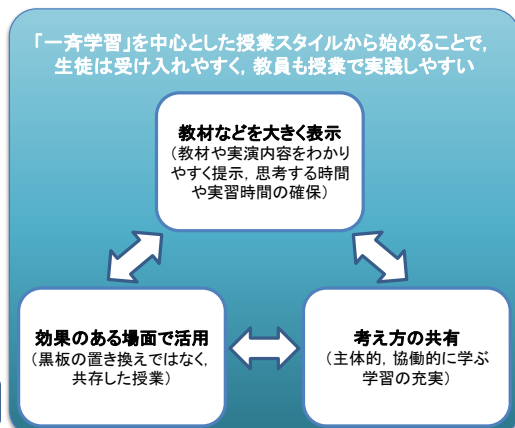 「一斉学習」を中心とした授業スタイルから始めることで,
生徒は受け入れやすく, 教員も授業で実践しやすい
教材などを大きく表示
(教材や実演内容をわかり
やすく提示, 思考する時間
や実習時間の確保)
効果のある場面で活用
(黒板の置き換えではなく,
共存した授業)
考え方の共有
(主体的, 協働的に学ぶ
学習の充実)